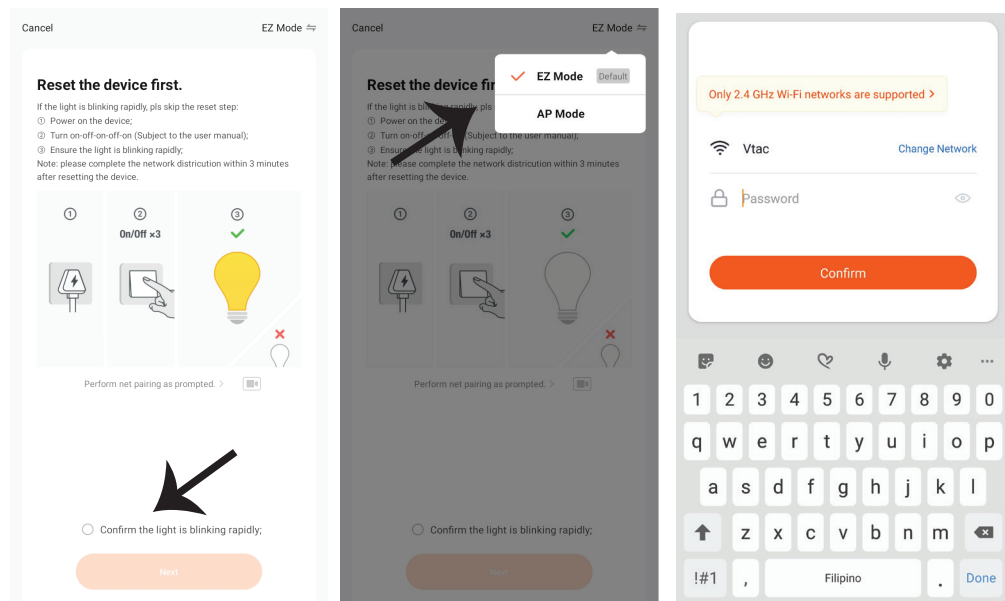 Cancel
EZ Mode
Reset the device first.
If the light is blinking rapidly, pls skip the reset step:
① Power on the device;
② Turn on-off-on-off-on (Subject to the user manual);
③ Ensure the light is blinking rapidly;
Note: please complete the network districution within 3 minutes
after resetting the device.
①
②
③
On/Off ×3
Perform net pairing as prompted. >
Confirm the light is blinking rapidly;
Next
Cancel
EZ Mode
EZ Mode
Default
AP Mode
Reset the device fir
If the light is blinking rapidly, pls
① Power on the de
② Turn on-off-on-off-on (Subject to the user manual);
③ Ensure the light is blinking rapidly;
Note: please complete the network districution within 3 minutes
after resetting the device.
①
②
③
On/Off ×3
Perform net pairing as prompted. >
Confirm the light is blinking rapidly;
Next
Only 2.4 GHz Wi-Fi networks are supported >
Vtac
Change Network
Password
Confirm
1 2 3 4 5 6 7 8 9 0
q w e r t y u i o p
a s d f g h j k l
z x c v b n m
!#1 , Filipino . Done